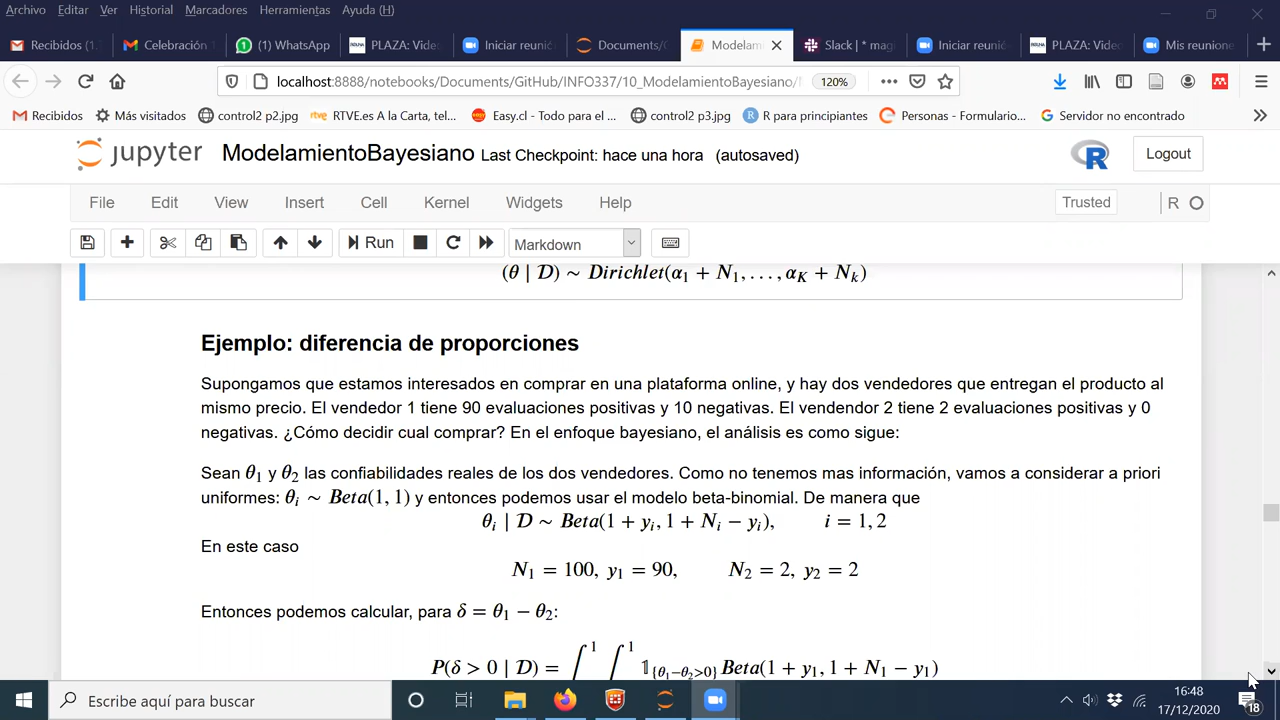 Archivo Editar Ver Historial Marcadores Herramientas Ayuda (H)
Recibidos (1. Celebración 1 (1) WhatsApp PLAZA: Vide Iniciar reunió Documents/G Modelam Slack | * mag Iniciar reunió PLAZA: Vide Mis reunione
localhost:8888/notebooks/Documents/GitHub/INFO337/10_ModelamientoBayesiano/ 120%
Recibidos Más visitados control2 p2.jpg RTVE.es A la Carta, tel... Easy.cl - Todo para el ... control2 p3.jpg R para principiantes Personas - Formulario... Servidor no encontrado
jupyter ModelamientoBayesiano Last Checkpoint: hace una hora (autosaved) R Logout
File Edit View Insert Cell Kernel Widgets Help Trusted R
Run Markdown
(θ | D) ~ Dirichlet(α₁ + N₁, . . . , α_K + N_k)
Ejemplo: diferencia de proporciones
Supongamos que estamos interesados en comprar en una plataforma online, y hay dos vendedores que entregan el producto al
mismo precio. El vendedor 1 tiene 90 evaluaciones positivas y 10 negativas. El vendendor 2 tiene 2 evaluaciones positivas y 0
negativas. ¿Cómo decidir cual comprar? En el enfoque bayesiano, el análisis es como sigue:
Sean θ₁ y θ₂ las confiabilidades reales de los dos vendedores. Como no tenemos mas información, vamos a considerar a priori
uniformes: θᵢ ~ Beta(1, 1) y entonces podemos usar el modelo beta-binomial. De manera que
θᵢ | D ~ Beta(1 + yᵢ, 1 + Nᵢ − yᵢ), i = 1, 2
En este caso
N₁ = 100, y₁ = 90, N₂ = 2, y₂ = 2
Entonces podemos calcular, para δ = θ₁ − θ₂:
P(δ > 0 | D) = ∫¹ ∫¹ 𝟙_{θ₁−θ₂>0} Beta(1 + y₁, 1 + N₁ − y₁)
Escribe aquí para buscar
16:48
17/12/2020
18